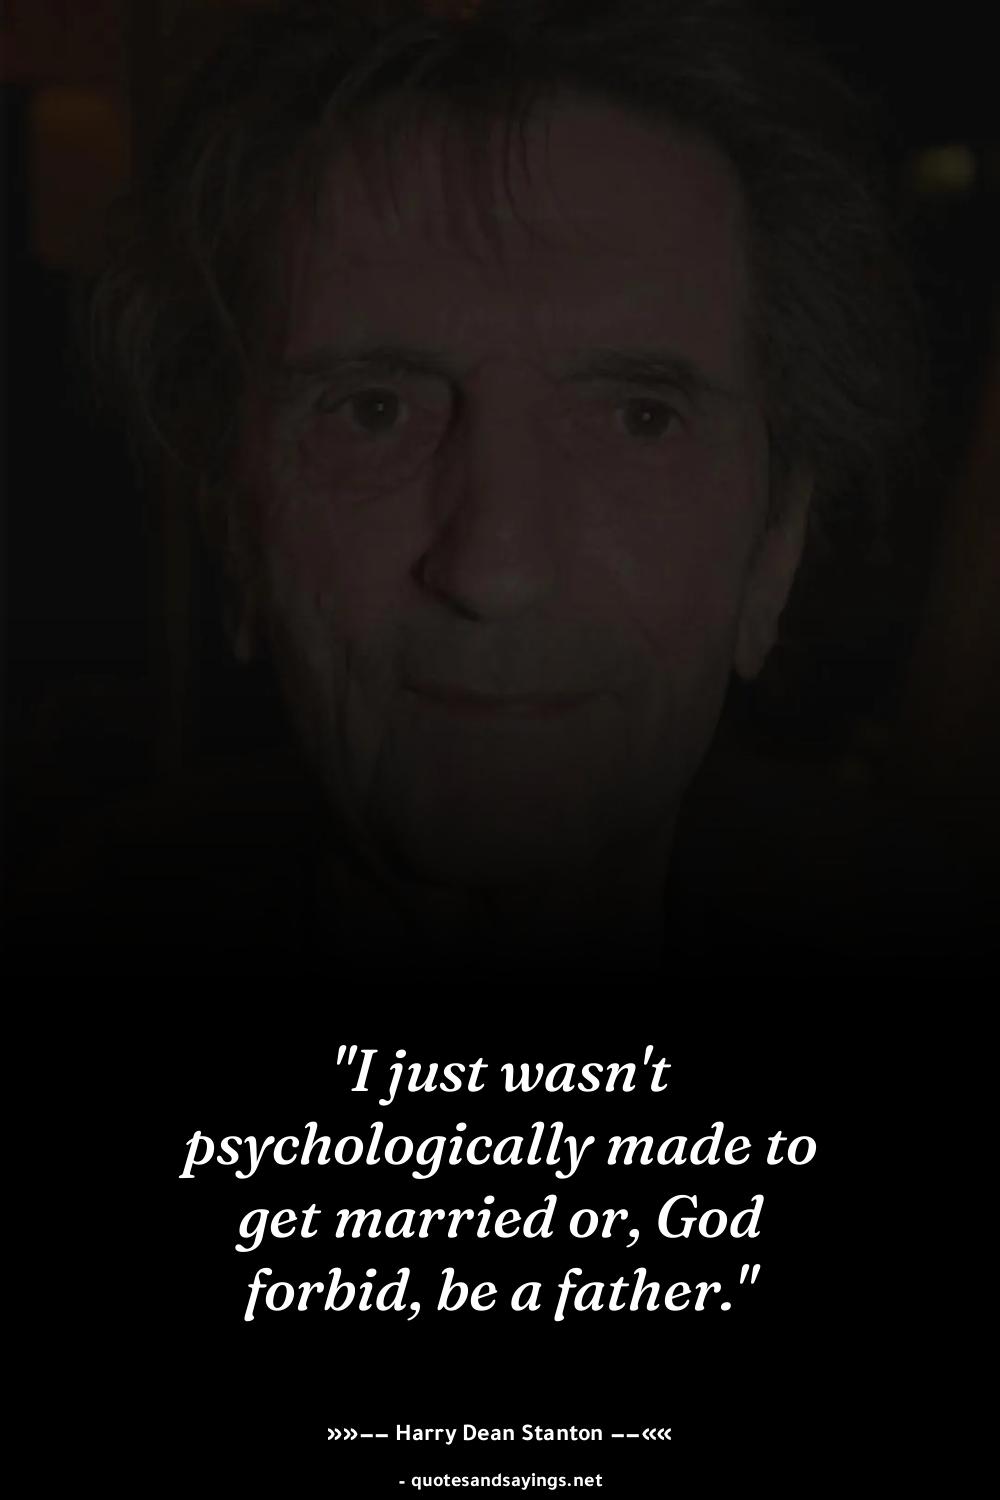 "I just wasn't
psychologically made to
get married or, God
forbid, be a father."
»»—— Harry Dean Stanton ——««
- quotesandsayings.net